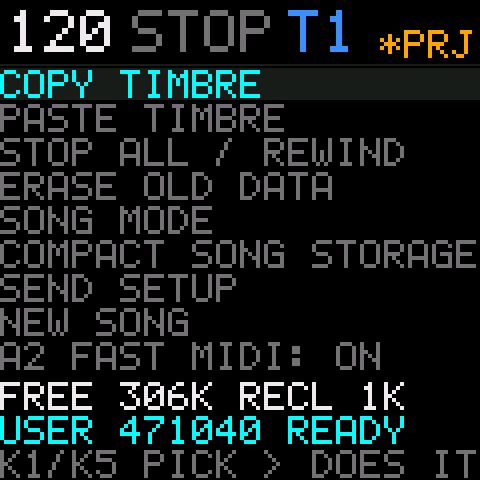 120 STOP T1 *PRJ
COPY TIMBRE
PASTE TIMBRE
STOP ALL / REWIND
ERASE OLD DATA
SONG MODE
COMPACT SONG STORAGE
SEND SETUP
NEW SONG
A2 FAST MIDI: ON
FREE 306K RECL 1K
USER 471040 READY
K1/K5 PICK > DOES IT